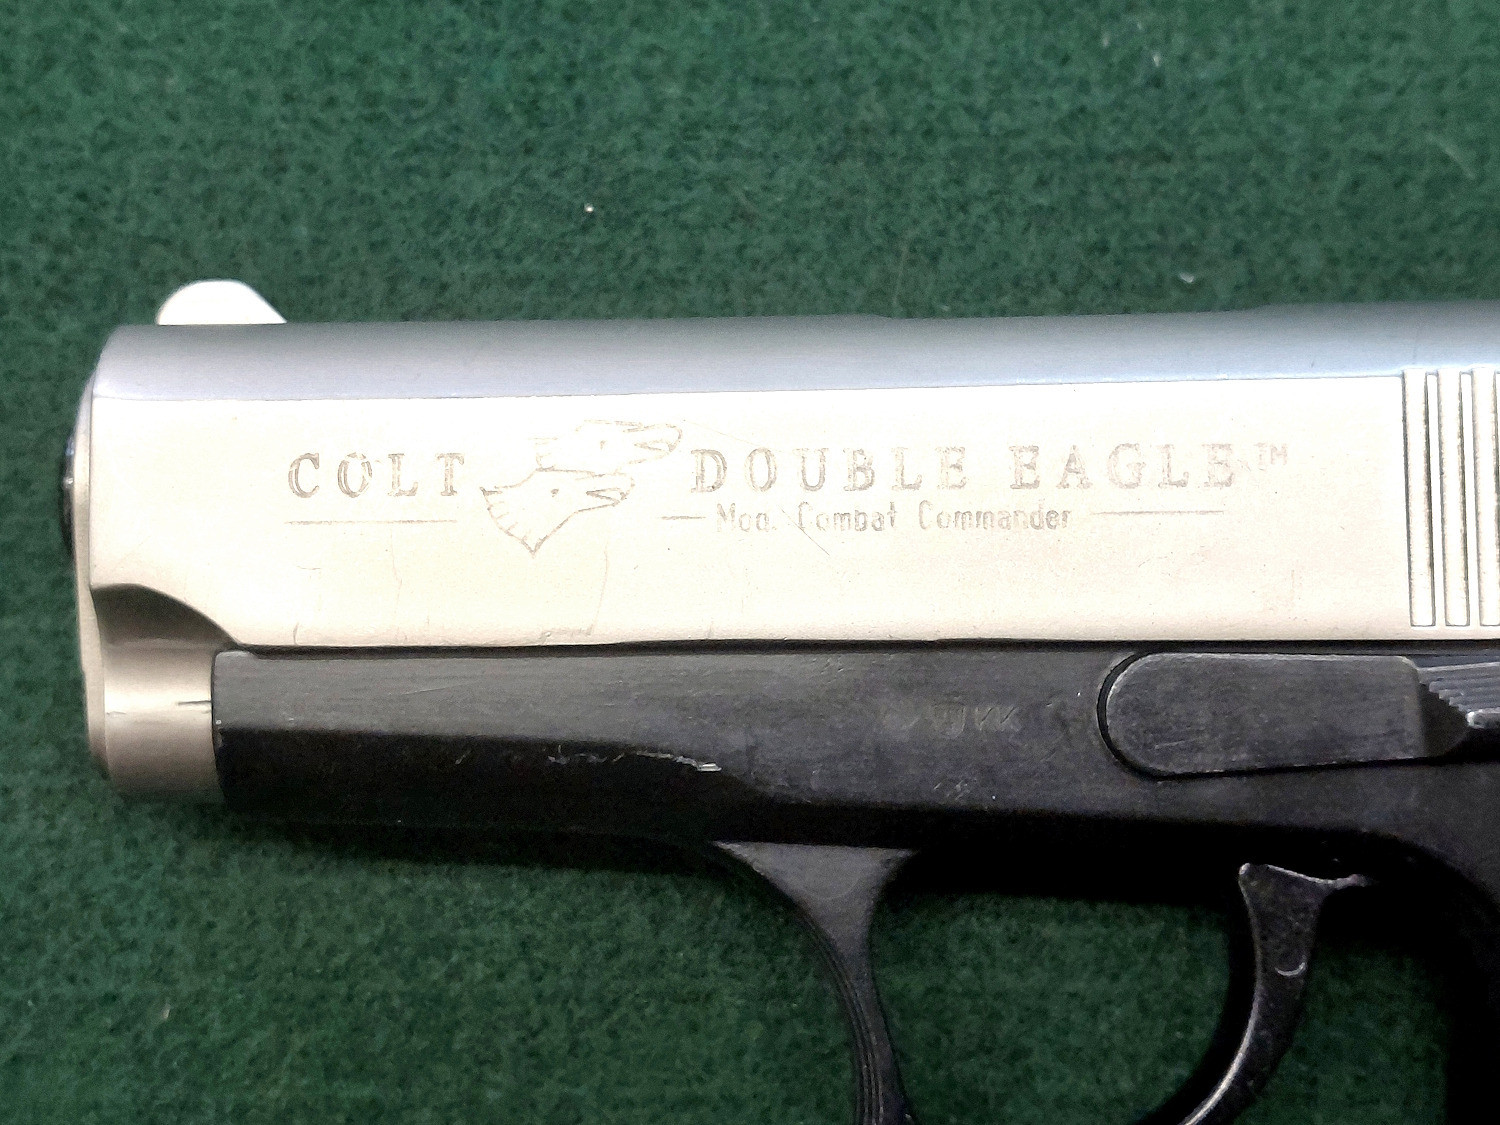 COLT DOUBLE EAGLE™
Mod. Combat Commander